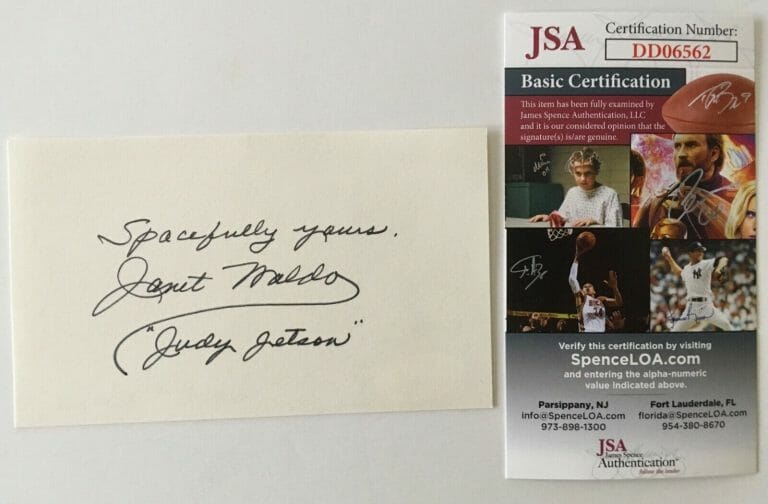 Spacefully yours,
Janet Waldo
("Judy Jetson"
JSA
Certification Number:
DD06562
Basic Certification
This item has been fully examined by
James Spence Authentication, LLC
and it is our considered opinion that the
signature(s) is/are genuine.
Verify this certification by visiting
SpenceLOA.com
and entering the alpha-numeric
value indicated above.
Parsippany, NJ
info@SpenceLOA.com
973-898-1300
Fort Lauderdale, FL
florida@SpenceLOA.com
954-380-8670
JSA
James Spence
Authentication
follow the leader